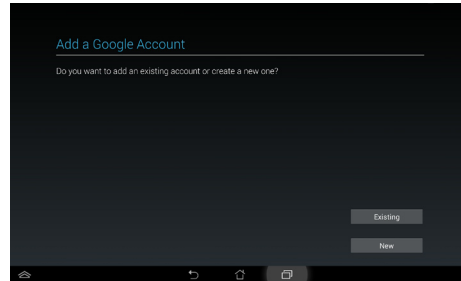 Add a Google Account
Do you want to add an existing account or create a new one?
Existing
New